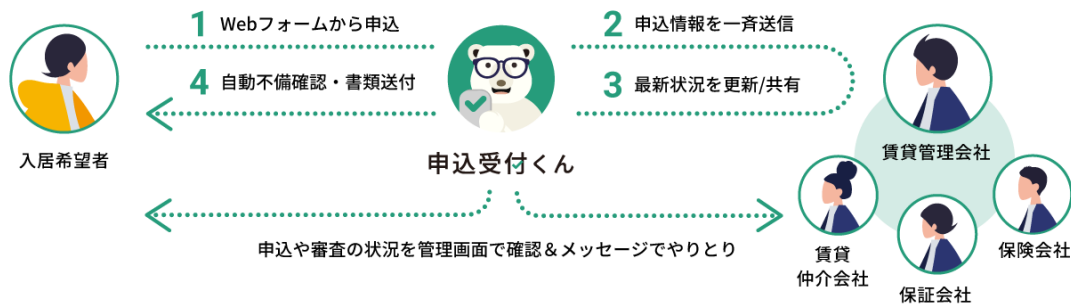 1 Webフォームから申込
2 申込情報を一斉送信
4 自動不備確認・書類送付
3 最新状況を更新/共有
入居希望者
申込受付くん
賃貸管理会社
申込や審査の状況を管理画面で確認＆メッセージでやりとり
賃貸
仲介会社
保証会社
保険会社